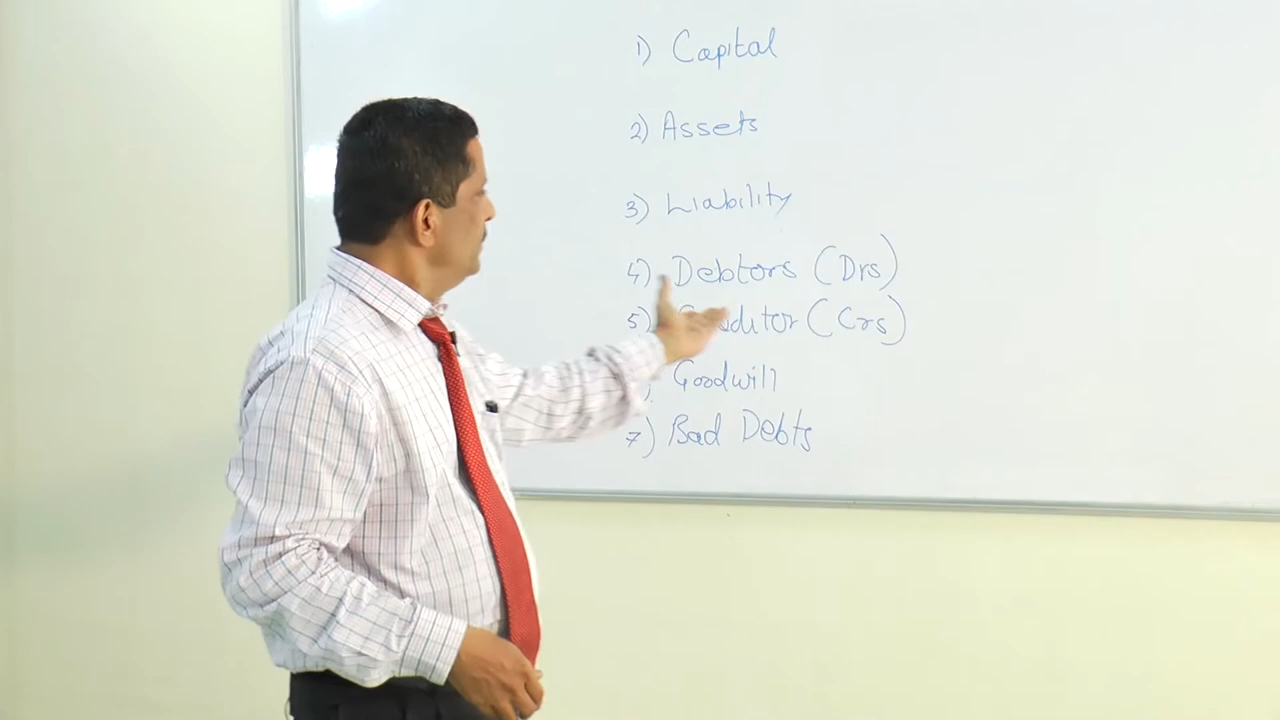 1) Capital
2) Assets
3) Liability
4) Debtors (Drs)
5) (Crs)
Goodwill
7) Bad Debts